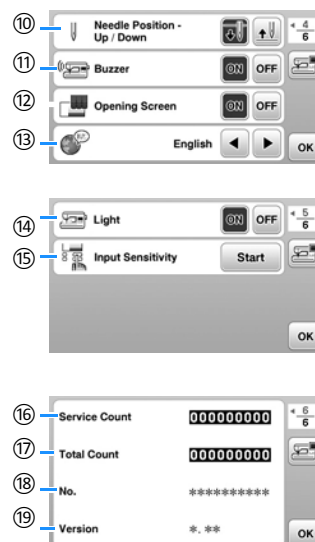 ⑩ Needle Position -
Up / Down
4
6
⑪ Buzzer ON OFF
⑫ Opening Screen ON OFF
⑬ English OK
⑭ Light ON OFF
5
6
⑮ Input Sensitivity Start
OK
⑯ Service Count 000000000
6
6
⑰ Total Count 000000000
⑱ No. **********
⑲ Version *.**
OK